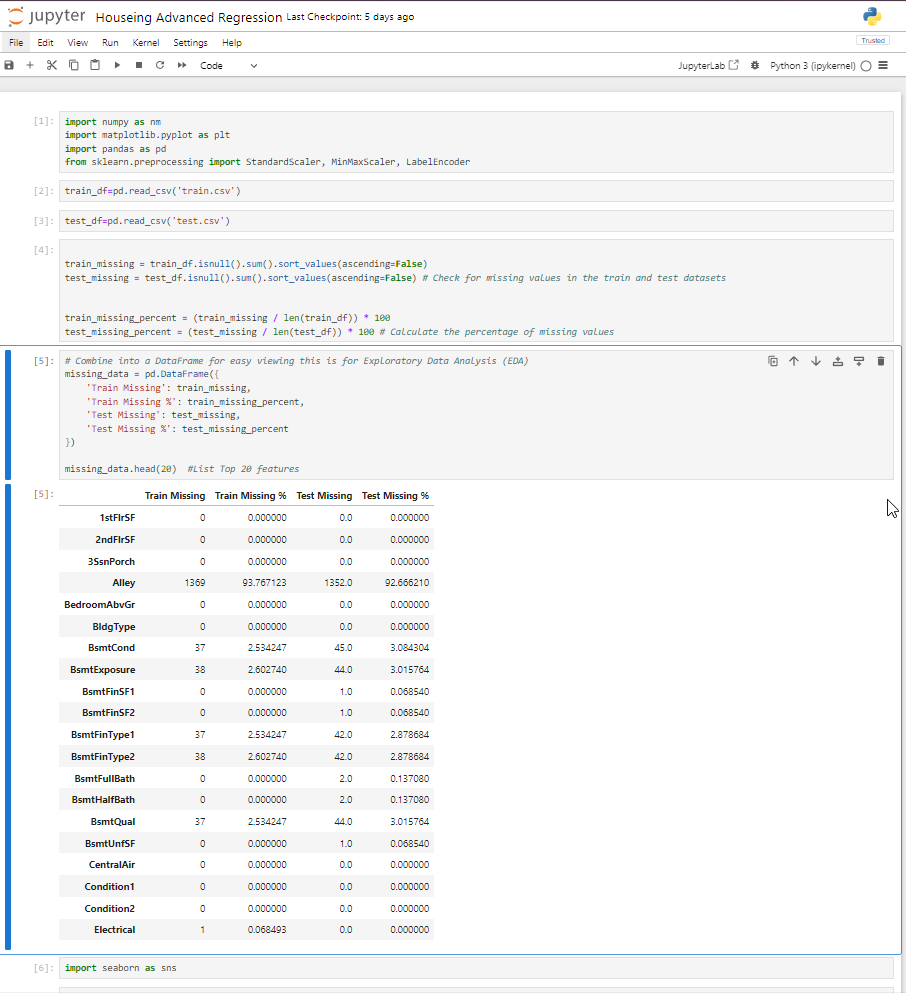 jupyter Houseing Advanced Regression Last Checkpoint: 5 days ago
File Edit View Run Kernel Settings Help Trusted
Code JupyterLab Python 3 (ipykernel)
[1]: import numpy as nm
import matplotlib.pyplot as plt
import pandas as pd
from sklearn.preprocessing import StandardScaler, MinMaxScaler, LabelEncoder
[2]: train_df=pd.read_csv('train.csv')
[3]: test_df=pd.read_csv('test.csv')
[4]:
train_missing = train_df.isnull().sum().sort_values(ascending=False)
test_missing = test_df.isnull().sum().sort_values(ascending=False) # Check for missing values in the train and test datasets
train_missing_percent = (train_missing / len(train_df)) * 100
test_missing_percent = (test_missing / len(test_df)) * 100 # Calculate the percentage of missing values
[5]: # Combine into a DataFrame for easy viewing this is for Exploratory Data Analysis (EDA)
missing_data = pd.DataFrame({
'Train Missing': train_missing,
'Train Missing %': train_missing_percent,
'Test Missing': test_missing,
'Test Missing %': test_missing_percent
})
missing_data.head(20) #List Top 20 features
[5]: Train Missing Train Missing % Test Missing Test Missing %
1stFlrSF 0 0.000000 0.0 0.000000
2ndFlrSF 0 0.000000 0.0 0.000000
3SsnPorch 0 0.000000 0.0 0.000000
Alley 1369 93.767123 1352.0 92.666210
BedroomAbvGr 0 0.000000 0.0 0.000000
BldgType 0 0.000000 0.0 0.000000
BsmtCond 37 2.534247 45.0 3.084304
BsmtExposure 38 2.602740 44.0 3.015764
BsmtFinSF1 0 0.000000 1.0 0.068540
BsmtFinSF2 0 0.000000 1.0 0.068540
BsmtFinType1 37 2.534247 42.0 2.878684
BsmtFinType2 38 2.602740 42.0 2.878684
BsmtFullBath 0 0.000000 2.0 0.137080
BsmtHalfBath 0 0.000000 2.0 0.137080
BsmtQual 37 2.534247 44.0 3.015764
BsmtUnfSF 0 0.000000 1.0 0.068540
CentralAir 0 0.000000 0.0 0.000000
Condition1 0 0.000000 0.0 0.000000
Condition2 0 0.000000 0.0 0.000000
Electrical 1 0.068493 0.0 0.000000
[6]: import seaborn as sns